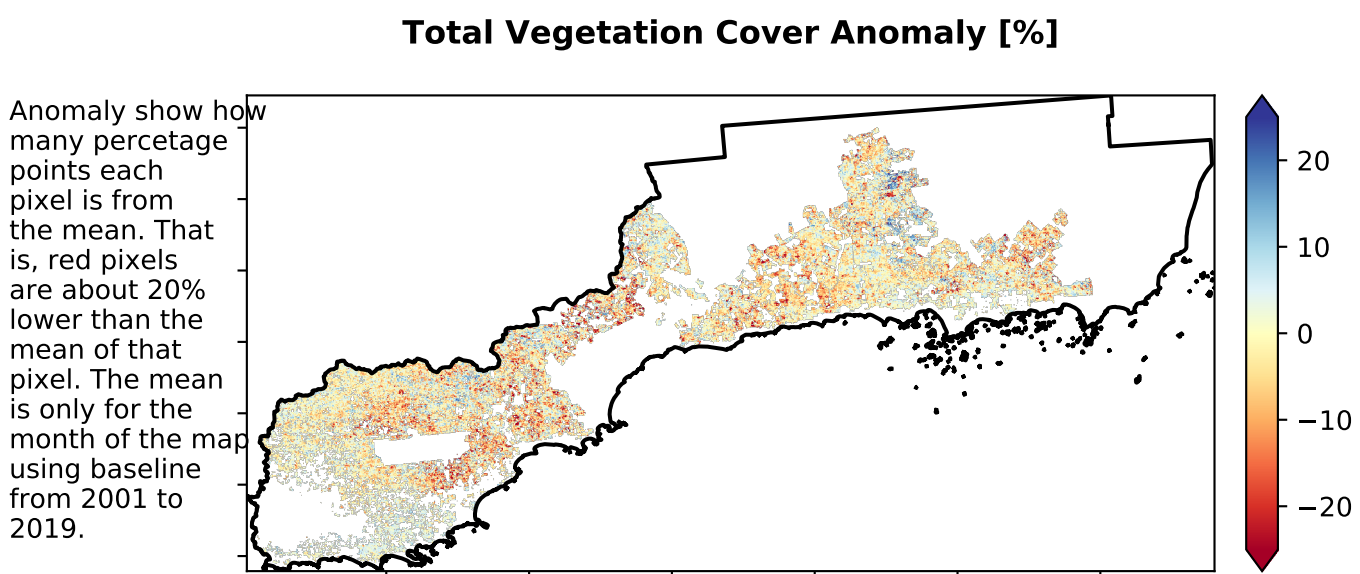 Total Vegetation Cover Anomaly [%]
Anomaly show how
many percetage
points each
pixel is from
the mean. That
is, red pixels
are about 20%
lower than the
mean of that
pixel. The mean
is only for the
month of the map
using baseline
from 2001 to
2019.
20
10
0
−10
−20